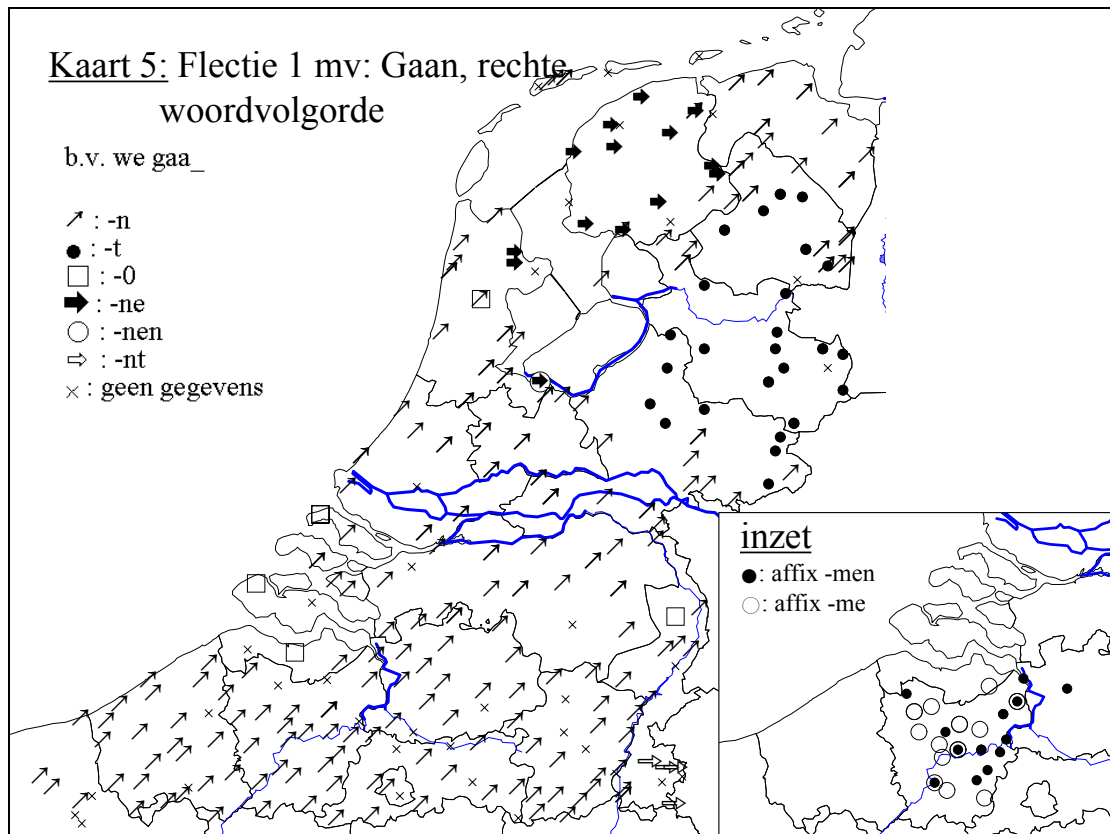 Kaart 5: Flectie 1 mv: Gaan, rechte
woordvolgorde
b.v. we gaa_
: -n
: -t
: -0
: -ne
: -nen
: -nt
: geen gegevens
inzet
: affix -men
: affix -me